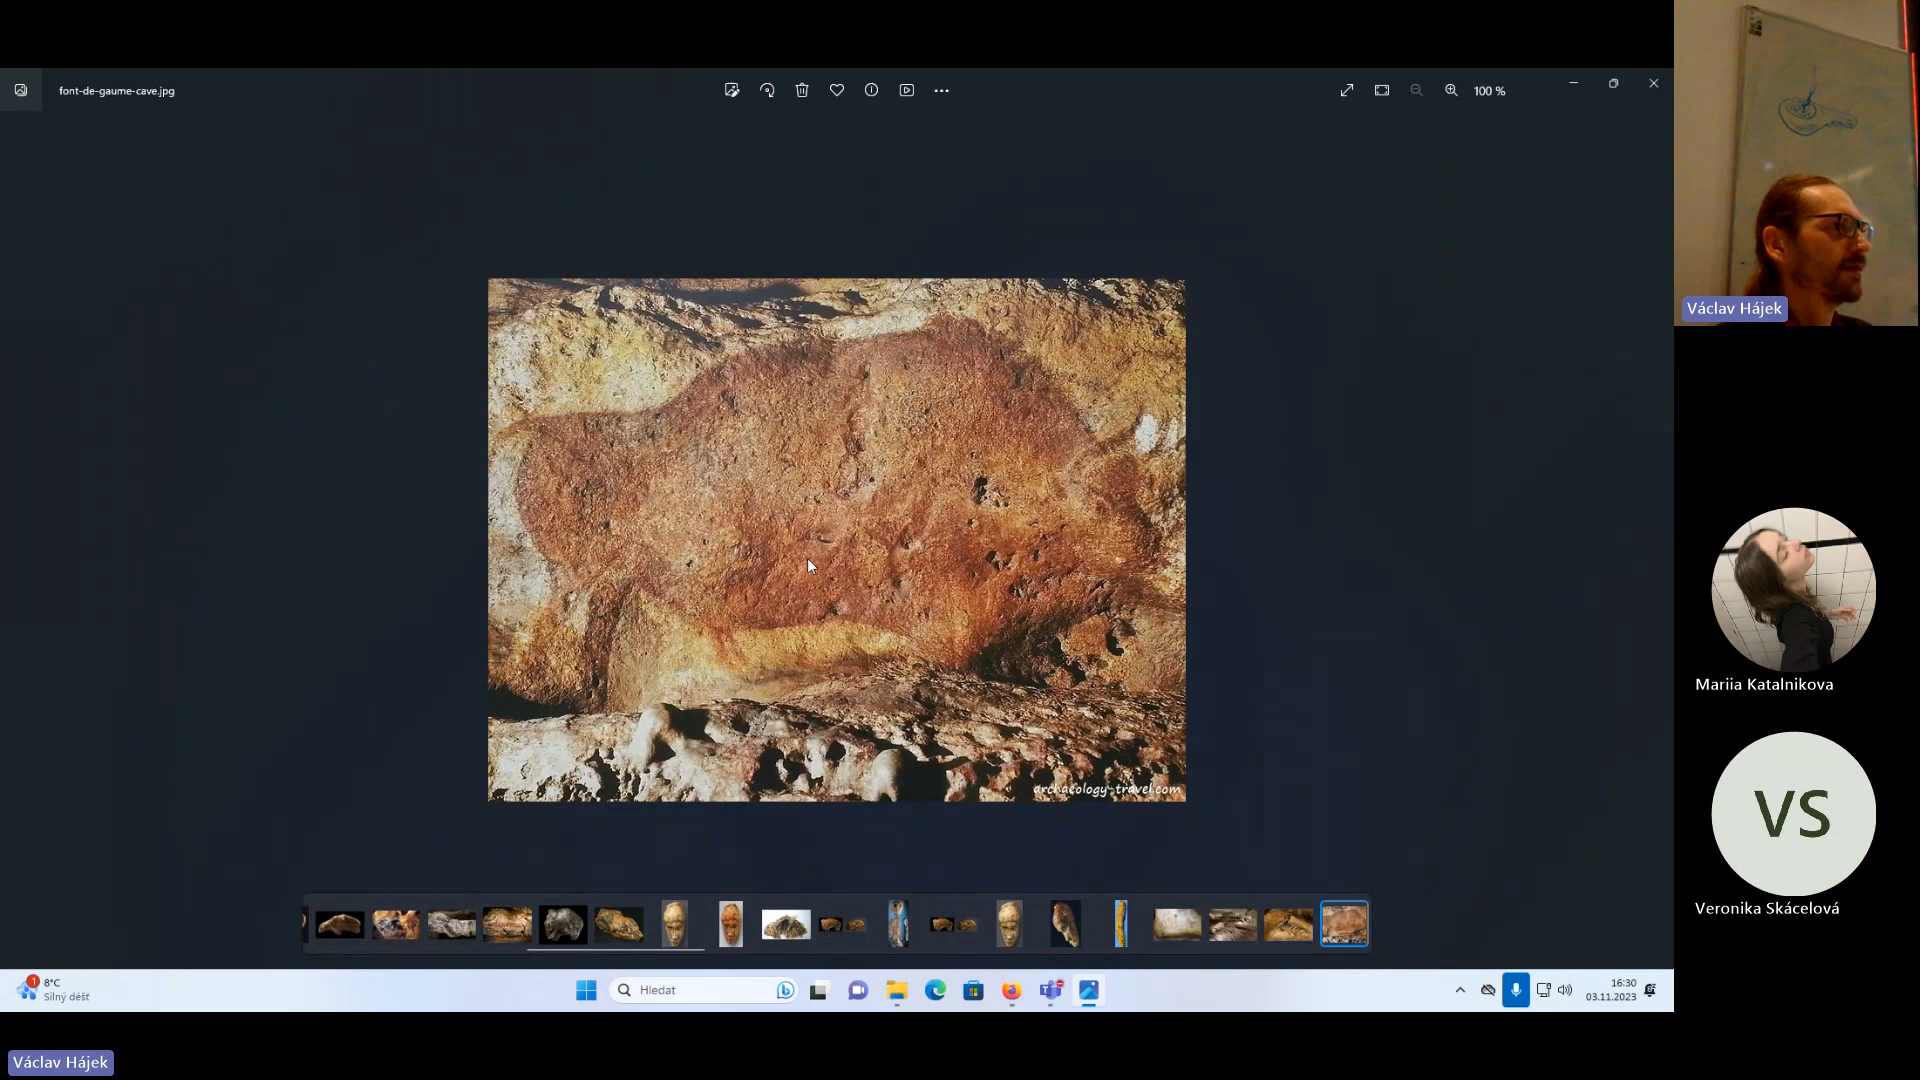 font-de-gaume-cave.jpg
100 %
Václav Hájek
archaeology-travel.com
Mariia Katalnikova
VS
Veronika Skácelová
1
8°C
Silný déšť
Hledat
16:30
03.11.2023
Václav Hájek